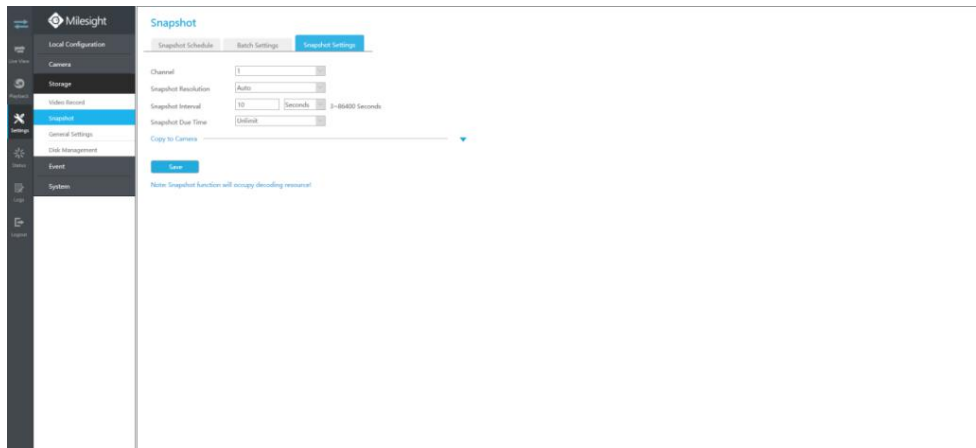 Milesight
Local Configuration
Camera
Storage
Video Record
Snapshot
General Settings
Disk Management
Event
System
Live View
Playback
Settings
Status
Logs
Logout
Snapshot
Snapshot Schedule
Batch Settings
Snapshot Settings
Channel 1
Snapshot Resolution Auto
Snapshot Interval 10 Seconds 3~86400 Seconds
Snapshot Due Time Unlimit
Copy to Camera
Save
Note: Snapshot function will occupy decoding resource!